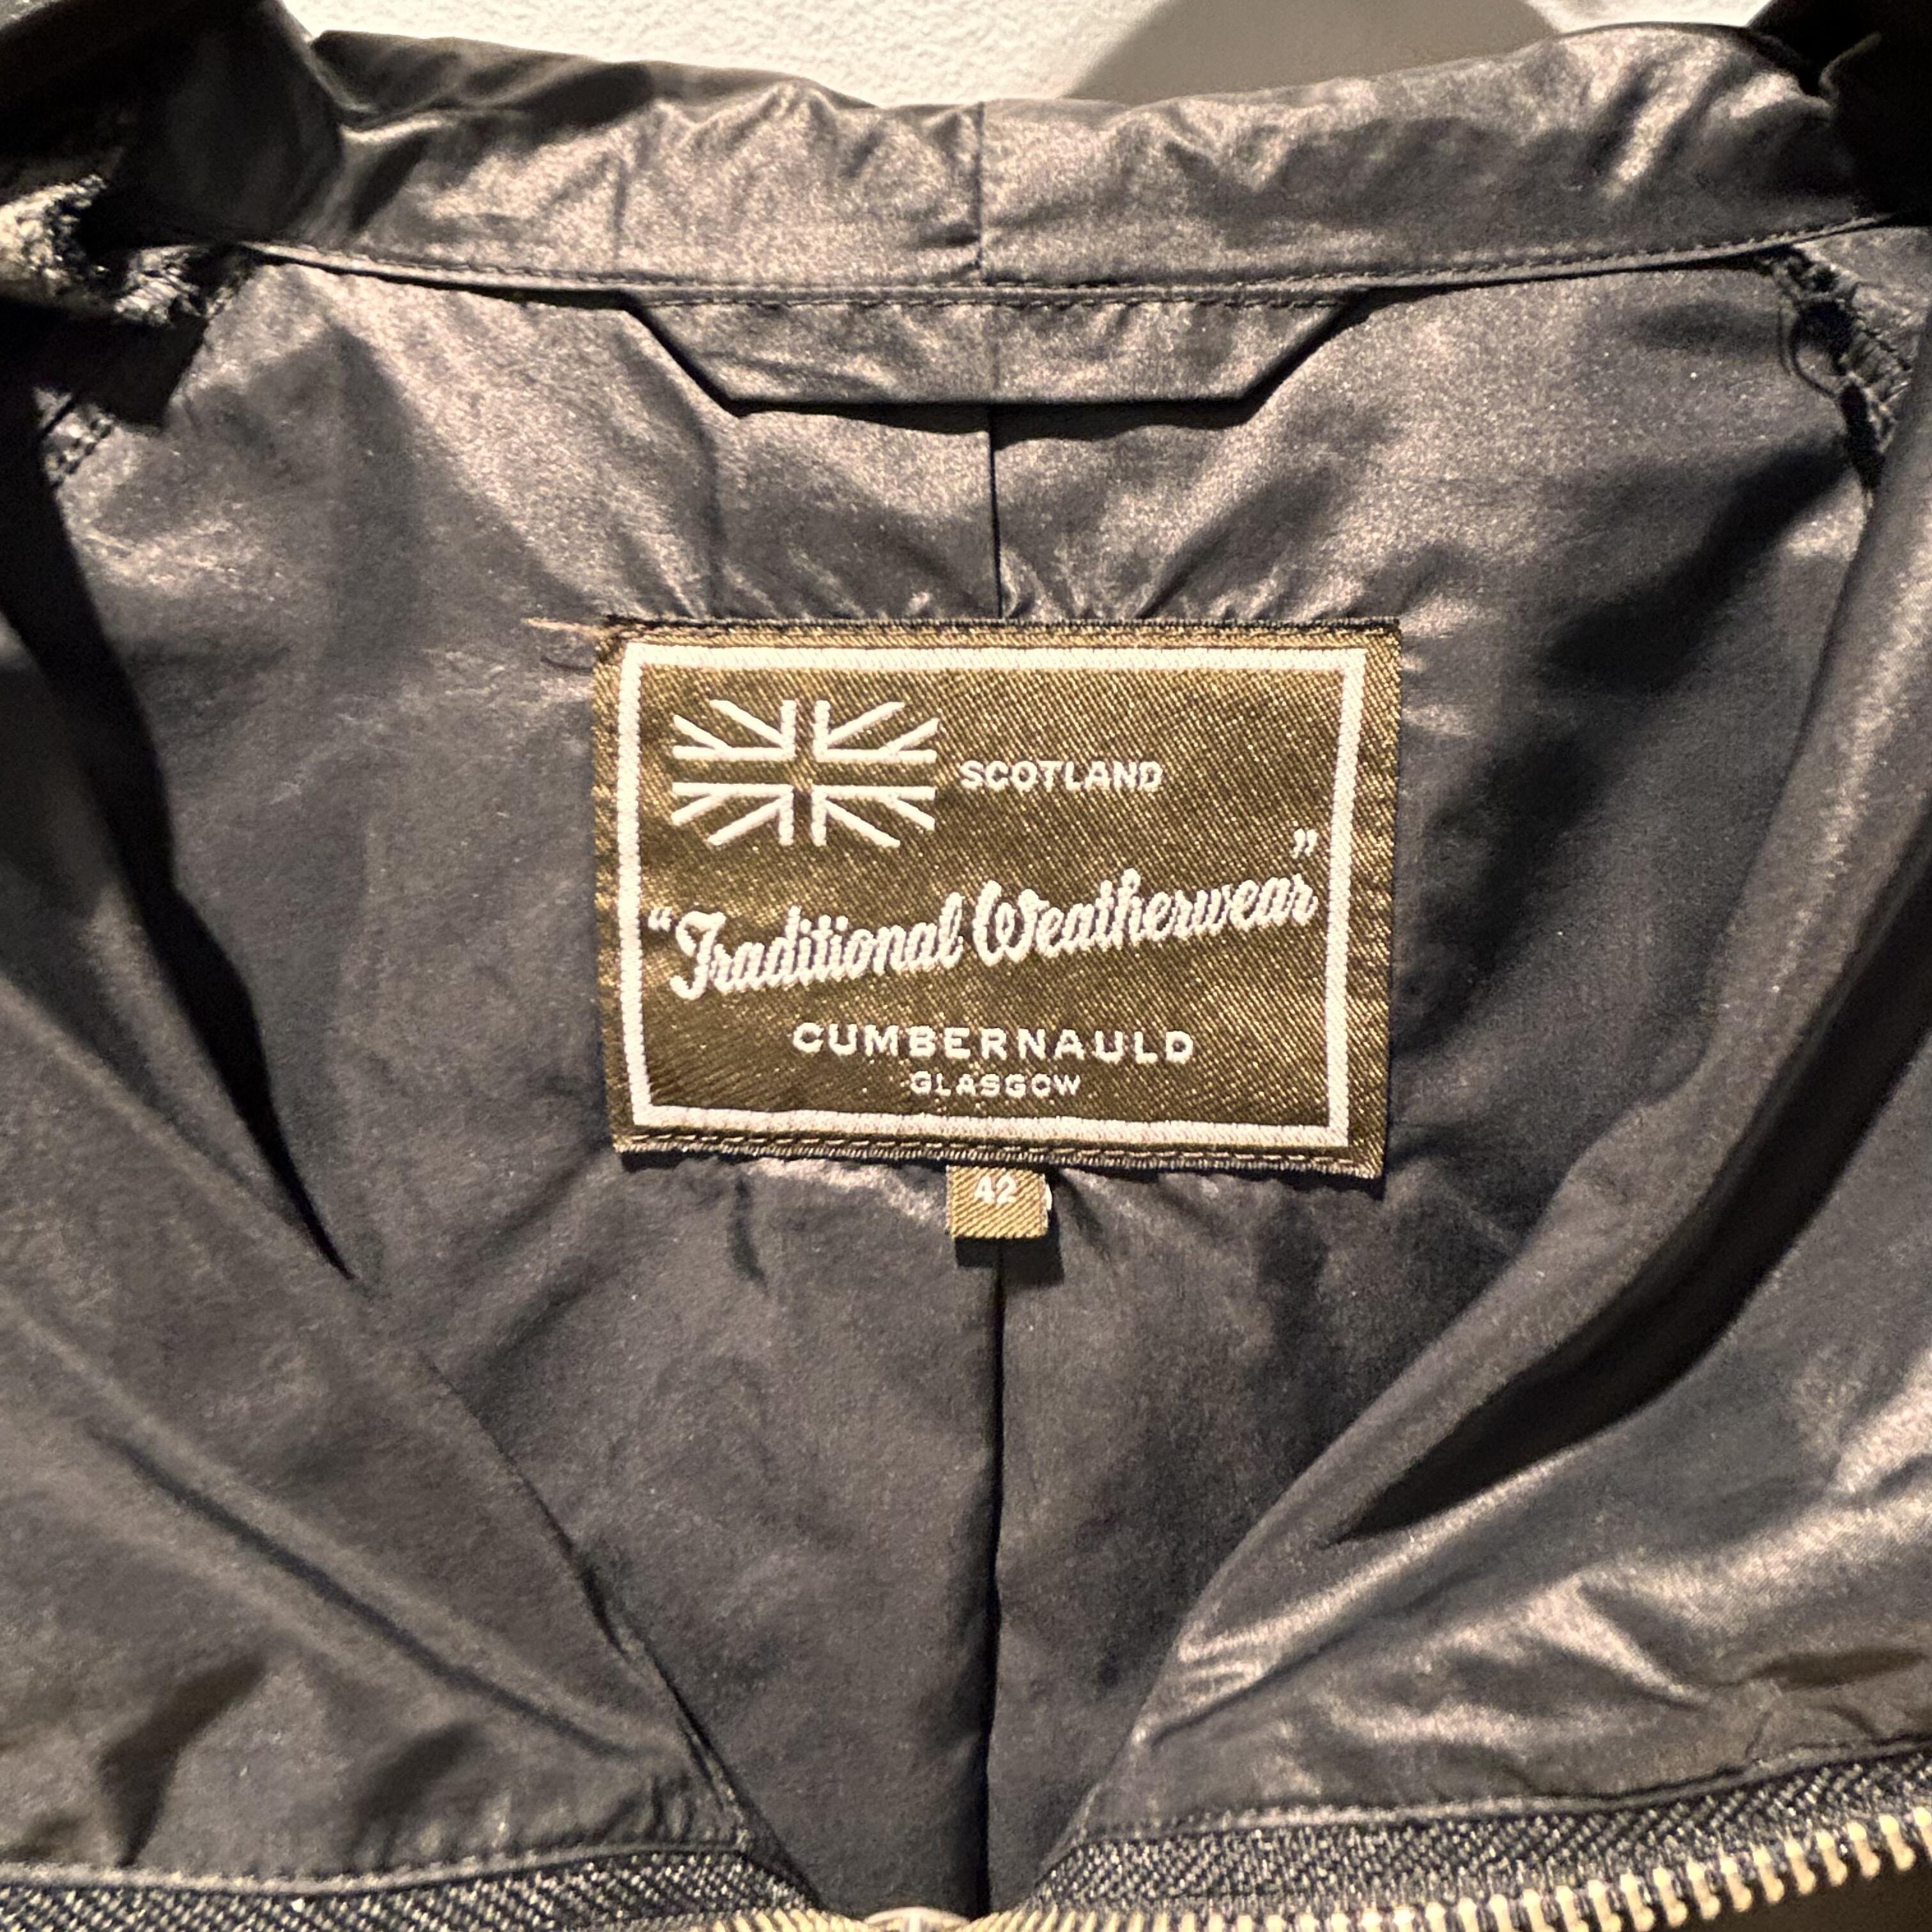 SCOTLAND
"Traditional Weatherwear"
CUMBERNAULD
GLASGOW
42